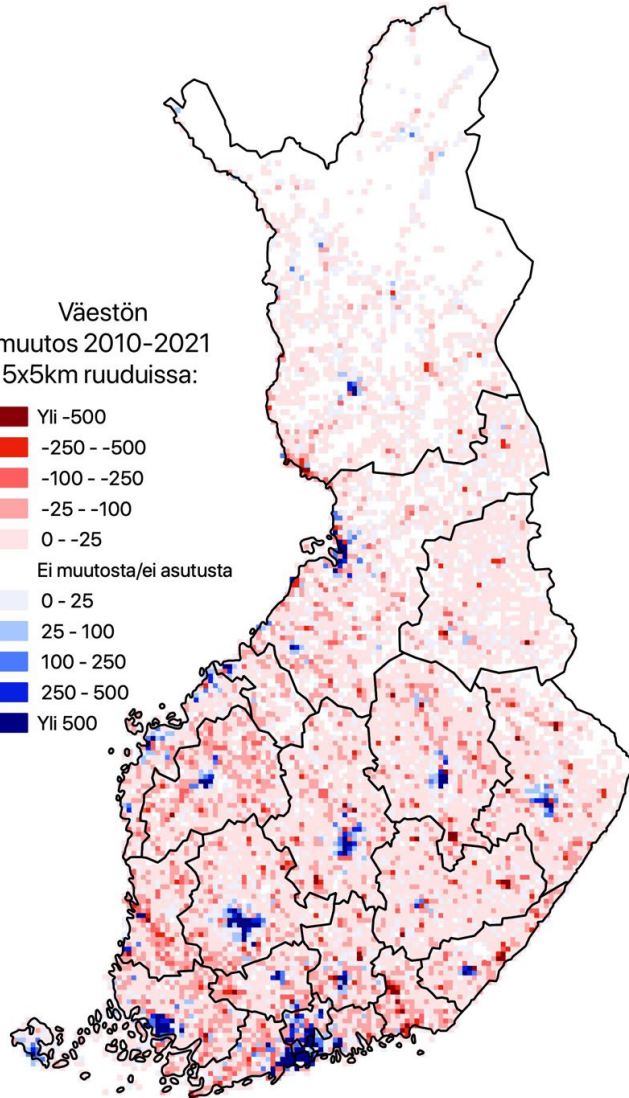 Väestön
muutos 2010-2021
5x5km ruuduissa:
Yli -500
-250 - -500
-100 - -250
-25 - -100
0 - -25
Ei muutosta/ei asutusta
0 - 25
25 - 100
100 - 250
250 - 500
Yli 500